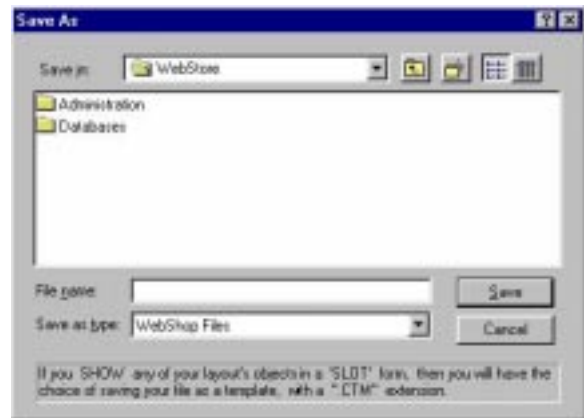 Save As
Save in: WebStore
Administration
Databases
File name:
Save
Save as type: WebShop Files
Cancel
If you SHOW any of your layout's objects in a 'SLOT' form, then you will have the
choice of saving your file as a template, with a "CTM" extension.